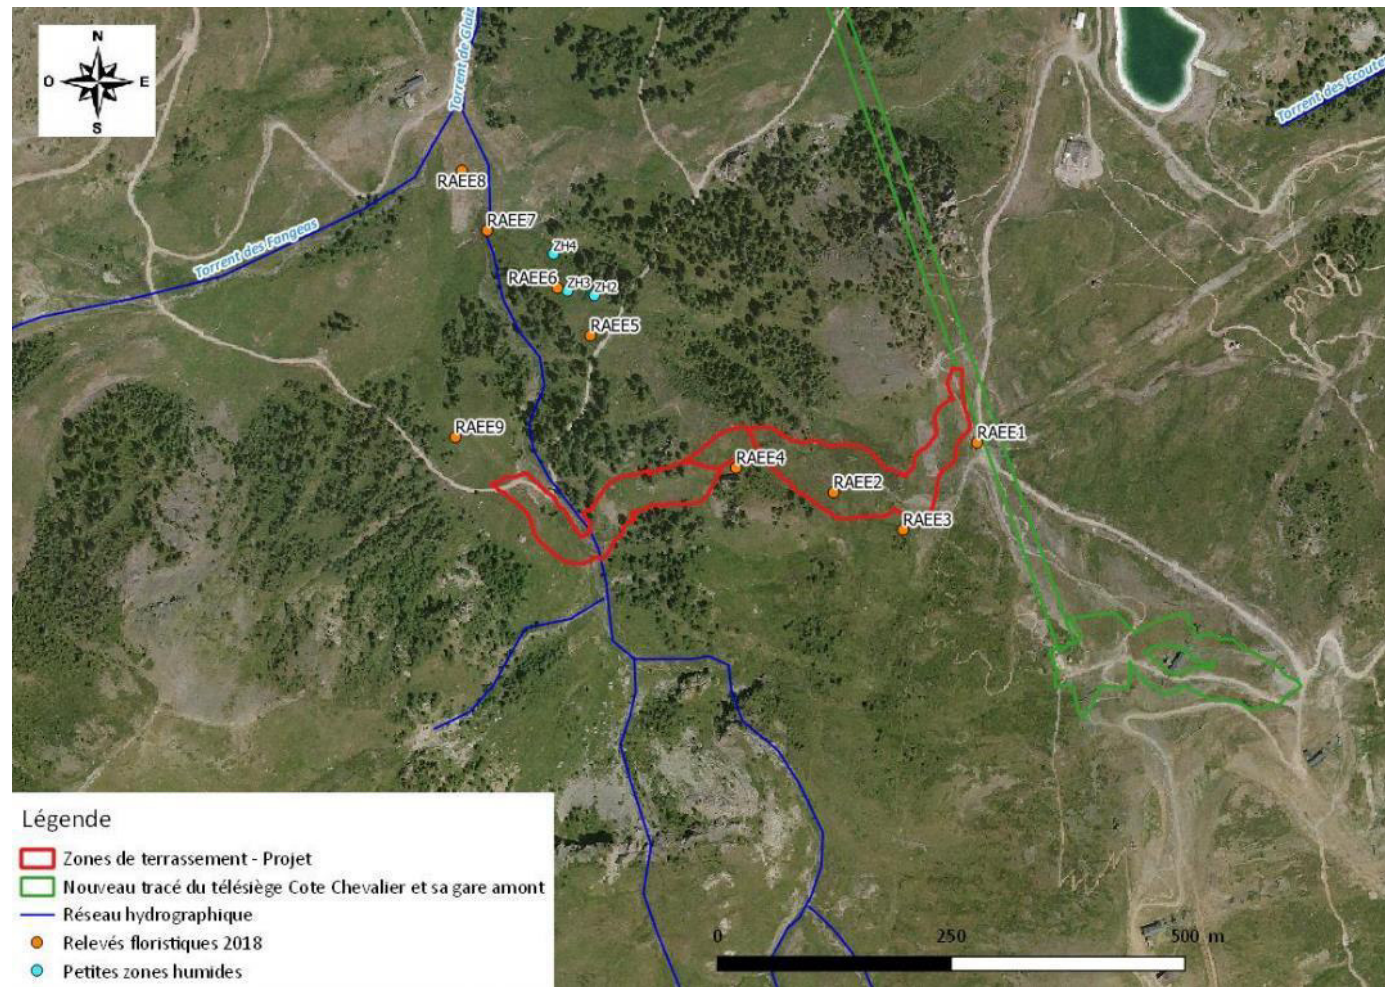 N
O E
S
Torrent de Glaiz
Torrent des Ecoutes
RAEE8
RAEE7
ZH4
Torrent des Fangeas
RAEE6
ZH3
ZH2
RAEE5
RAEE9
RAEE1
RAEE4
RAEE2
RAEE3
Légende
Zones de terrassement - Projet
Nouveau tracé du télésiège Cote Chevalier et sa gare amont
Réseau hydrographique
Relevés floristiques 2018
Petites zones humides
0 250 500 m